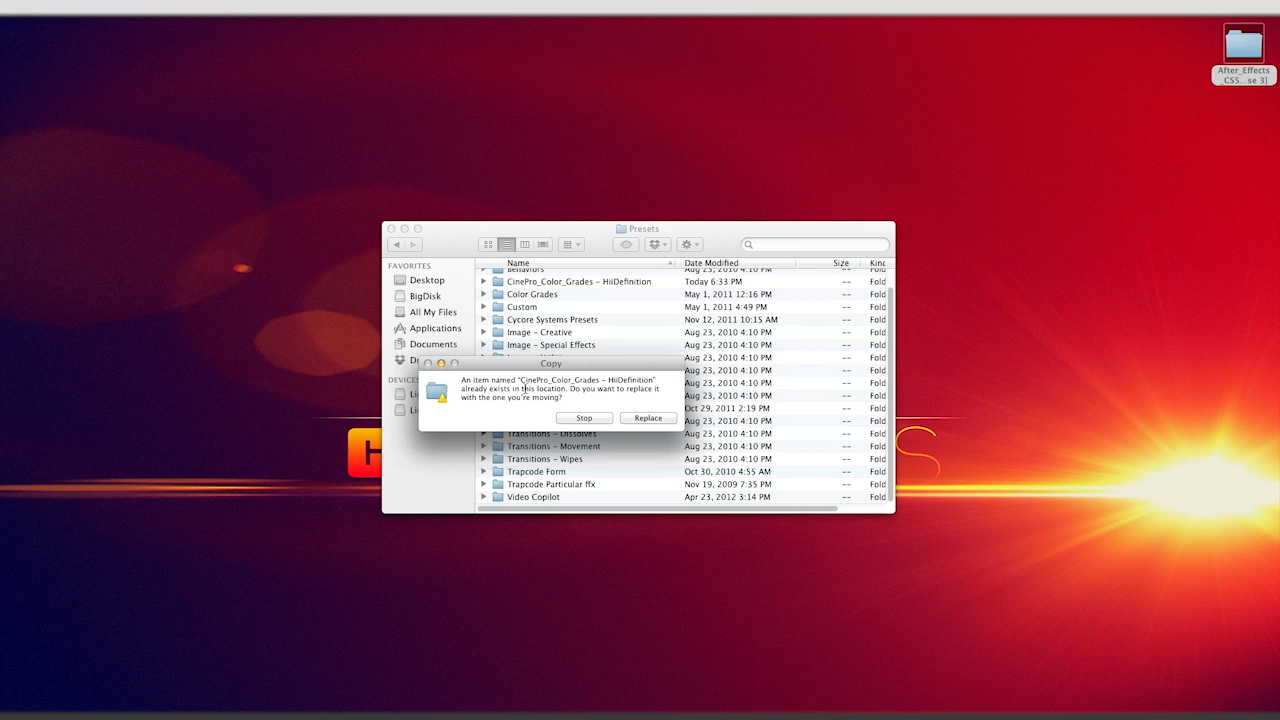 After_Effects
_CS5...se 3]
Presets
FAVORITES
Desktop
BigDisk
All My Files
Applications
Documents
DEVICES
Name
Date Modified
Size
Kind
Behaviors
Aug 23, 2010 4:10 PM
--
Fold
CinePro_Color_Grades - HiiDefinition
Today 6:33 PM
--
Fold
Color Grades
May 1, 2011 12:16 PM
--
Fold
Custom
May 1, 2011 4:49 PM
--
Fold
Cycore Systems Presets
Nov 12, 2011 10:15 AM
--
Fold
Image - Creative
Aug 23, 2010 4:10 PM
--
Fold
Image - Special Effects
Aug 23, 2010 4:10 PM
--
Fold
Aug 23, 2010 4:10 PM
--
Fold
Aug 23, 2010 4:10 PM
--
Fold
Aug 23, 2010 4:10 PM
--
Fold
Aug 23, 2010 4:10 PM
--
Fold
Oct 29, 2011 2:19 PM
--
Fold
Aug 23, 2010 4:10 PM
--
Fold
Transitions - Dissolves
Aug 23, 2010 4:10 PM
--
Fold
Transitions - Movement
Aug 23, 2010 4:10 PM
--
Fold
Transitions - Wipes
Aug 23, 2010 4:10 PM
--
Fold
Trapcode Form
Oct 30, 2010 4:55 AM
--
Fold
Trapcode Particular ffx
Nov 19, 2009 7:35 PM
--
Fold
Video Copilot
Apr 23, 2012 3:14 PM
--
Fold
Copy
An item named "CinePro_Color_Grades - HiiDefinition"
already exists in this location. Do you want to replace it
with the one you're moving?
Stop
Replace
H
S